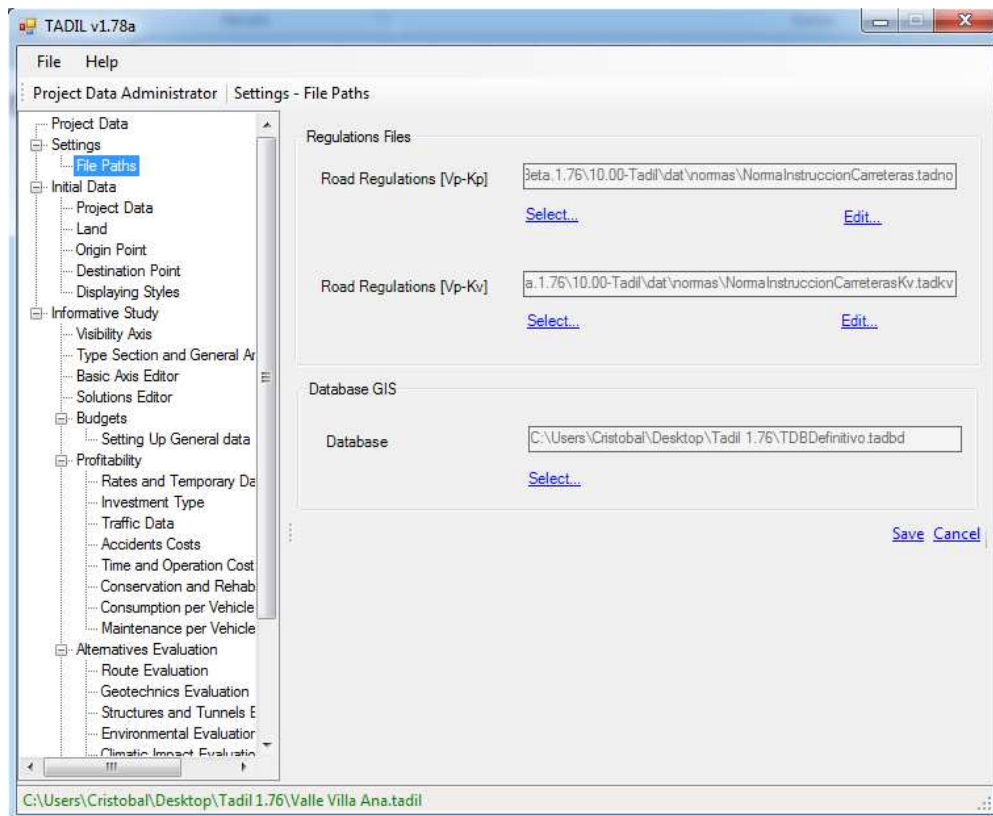 TADIL v1.78a
File Help
Project Data Administrator Settings - File Paths
Project Data
Settings
File Paths
Initial Data
Project Data
Land
Origin Point
Destination Point
Displaying Styles
Informative Study
Visibility Axis
Type Section and General Ar
Basic Axis Editor
Solutions Editor
Budgets
Setting Up General data
Profitability
Rates and Temporary Da
Investment Type
Traffic Data
Accidents Costs
Time and Operation Cost
Conservation and Rehab
Consumption per Vehicle
Maintenance per Vehicle
Alternatives Evaluation
Route Evaluation
Geotechnics Evaluation
Structures and Tunnels E
Environmental Evaluation
Climatic Impact Evaluatio
Regulations Files
Road Regulations [Vp-Kp] Beta.1.76\10.00-Tadil\dat\normas\NormaInstruccionCarreteras.tadno
Select... Edit...
Road Regulations [Vp-Kv] a.1.76\10.00-Tadil\dat\normas\NormaInstruccionCarreterasKv.tadkv
Select... Edit...
Database GIS
Database C:\Users\Cristobal\Desktop\Tadil 1.76\TDBDefinitivo.tadbd
Select...
Save Cancel
C:\Users\Cristobal\Desktop\Tadil 1.76\Valle Villa Ana.tadil